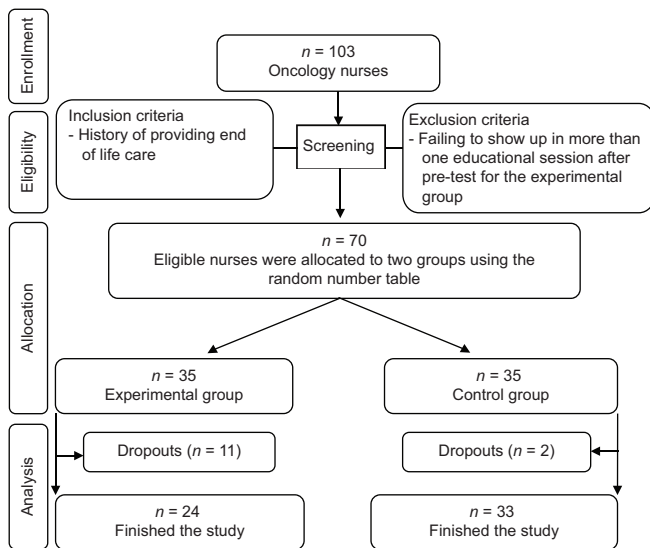 Enrollment
n = 103
Oncology nurses
Eligibility
Inclusion criteria
- History of providing end
of life care
Screening
Exclusion criteria
- Failing to show up in more than
one educational session after
pre-test for the experimental
group
Allocation
n = 70
Eligible nurses were allocated to two groups using the
random number table
n = 35
Experimental group
n = 35
Control group
Analysis
Dropouts (n = 11)
Dropouts (n = 2)
n = 24
Finished the study
n = 33
Finished the study